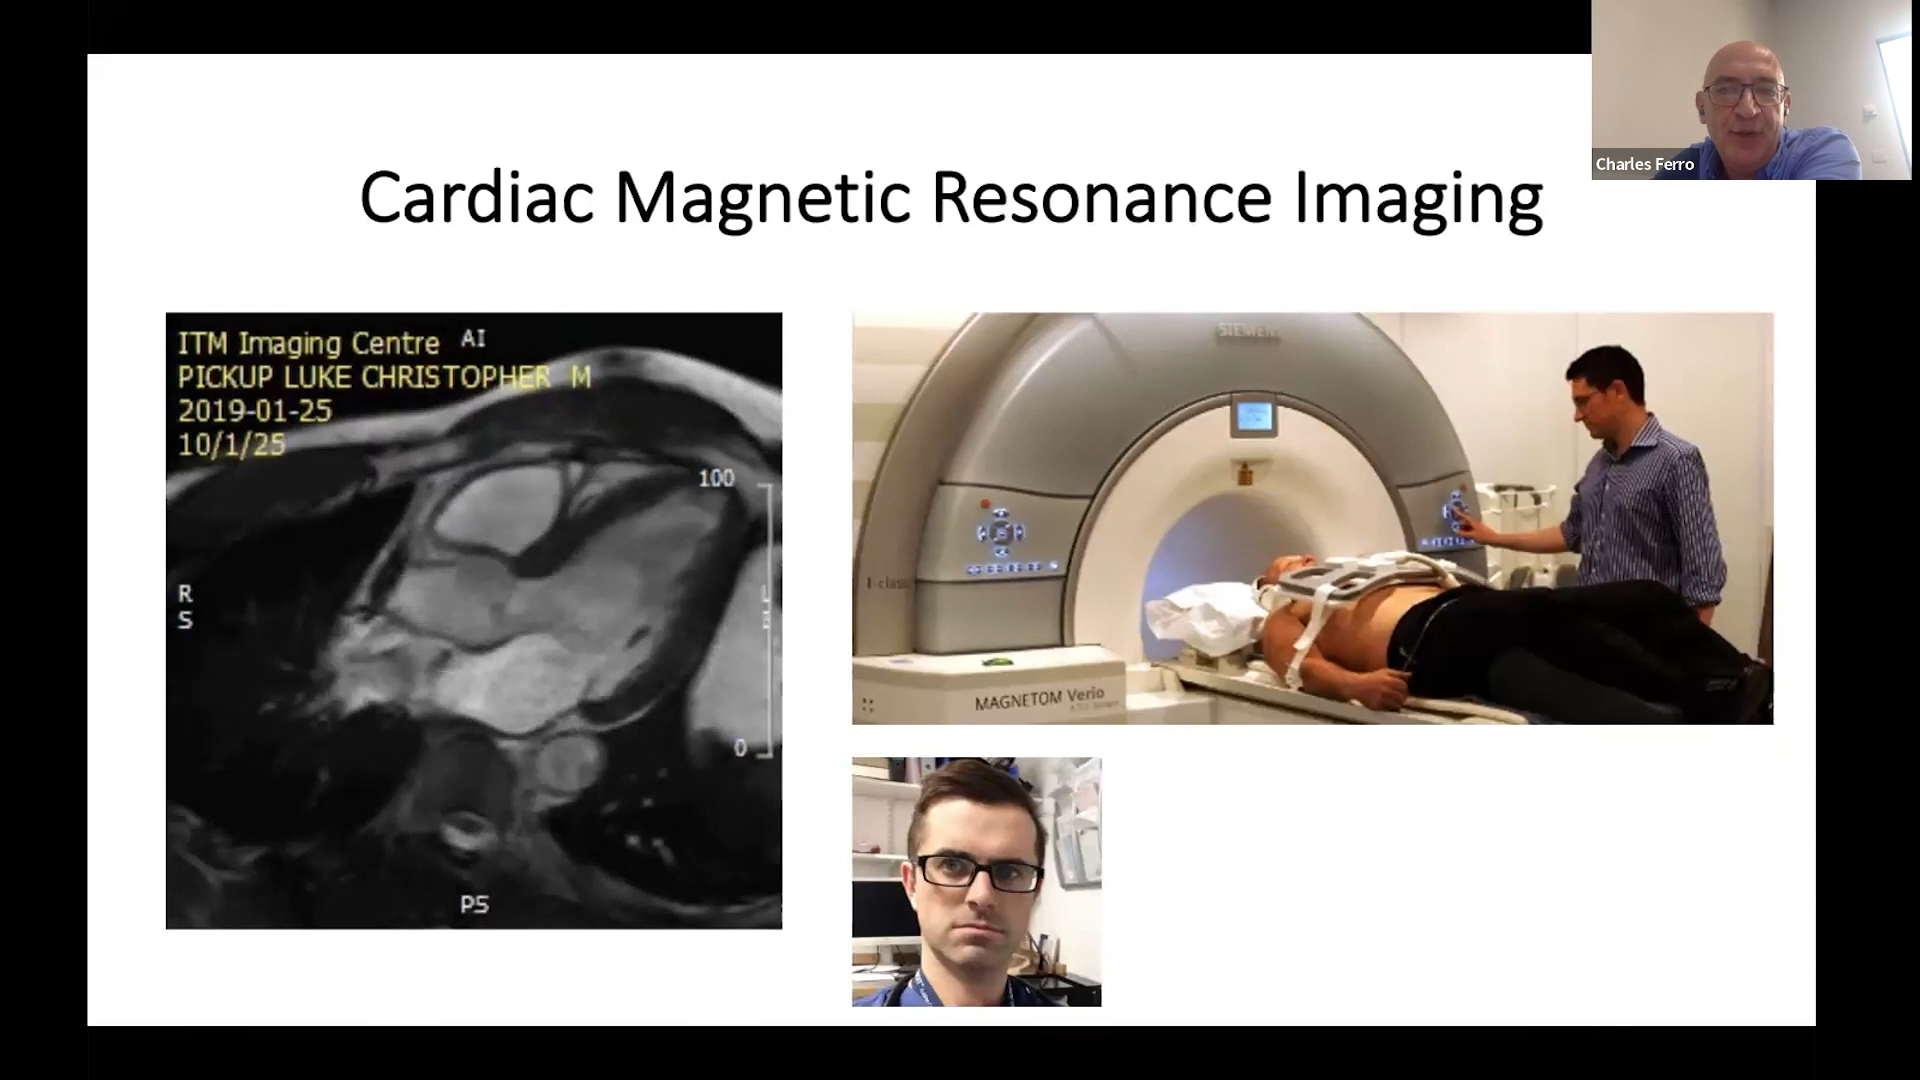 Charles Ferro
Cardiac Magnetic Resonance Imaging
ITM Imaging Centre
AI
PICKUP LUKE CHRISTOPHER M
2019-01-25
10/1/25
100
R
S
0
PS
SIEMENS
MAGNETOM Verio